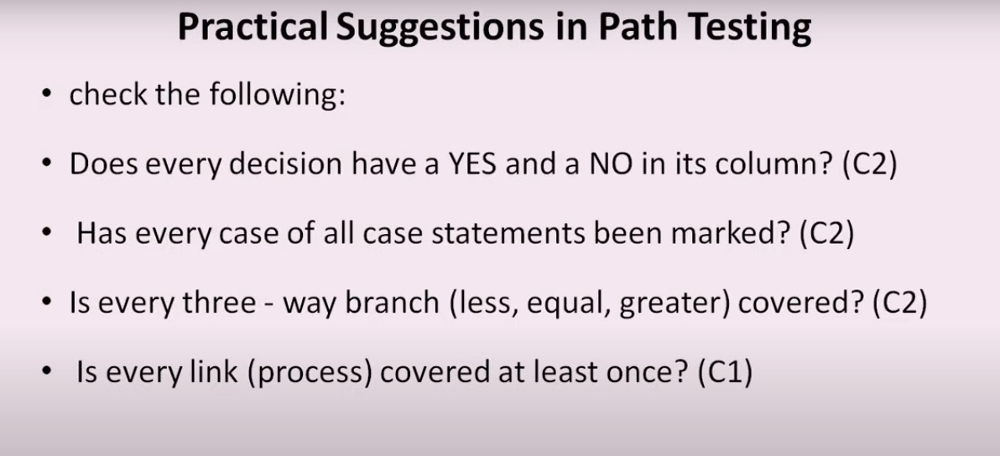 Practical Suggestions in Path Testing
• check the following:
• Does every decision have a YES and a NO in its column? (C2)
• Has every case of all case statements been marked? (C2)
• Is every three - way branch (less, equal, greater) covered? (C2)
• Is every link (process) covered at least once? (C1)